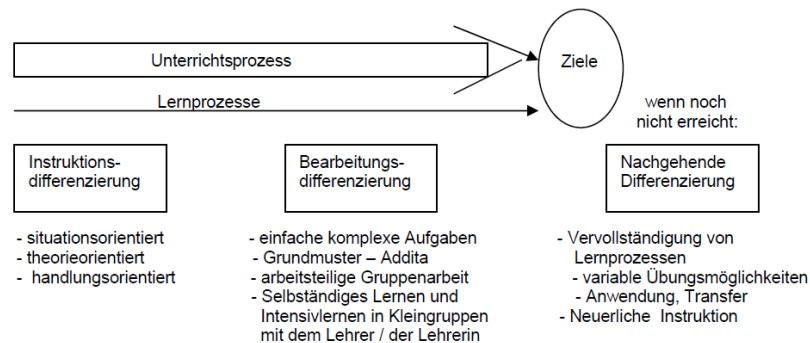 Unterrichtsprozess
Ziele
Lernprozesse
wenn noch
nicht erreicht:
Instruktions-
differenzierung
Bearbeitungs-
differenzierung
Nachgehende
Differenzierung
- situationsorientiert
- theorieorientiert
- handlungsorientiert
- einfache komplexe Aufgaben
- Grundmuster – Addita
- arbeitsteilige Gruppenarbeit
- Selbständiges Lernen und
Intensivlernen in Kleingruppen
mit dem Lehrer / der Lehrerin
- Vervollständigung von
Lernprozessen
- variable Übungsmöglichkeiten
- Anwendung, Transfer
- Neuerliche Instruktion